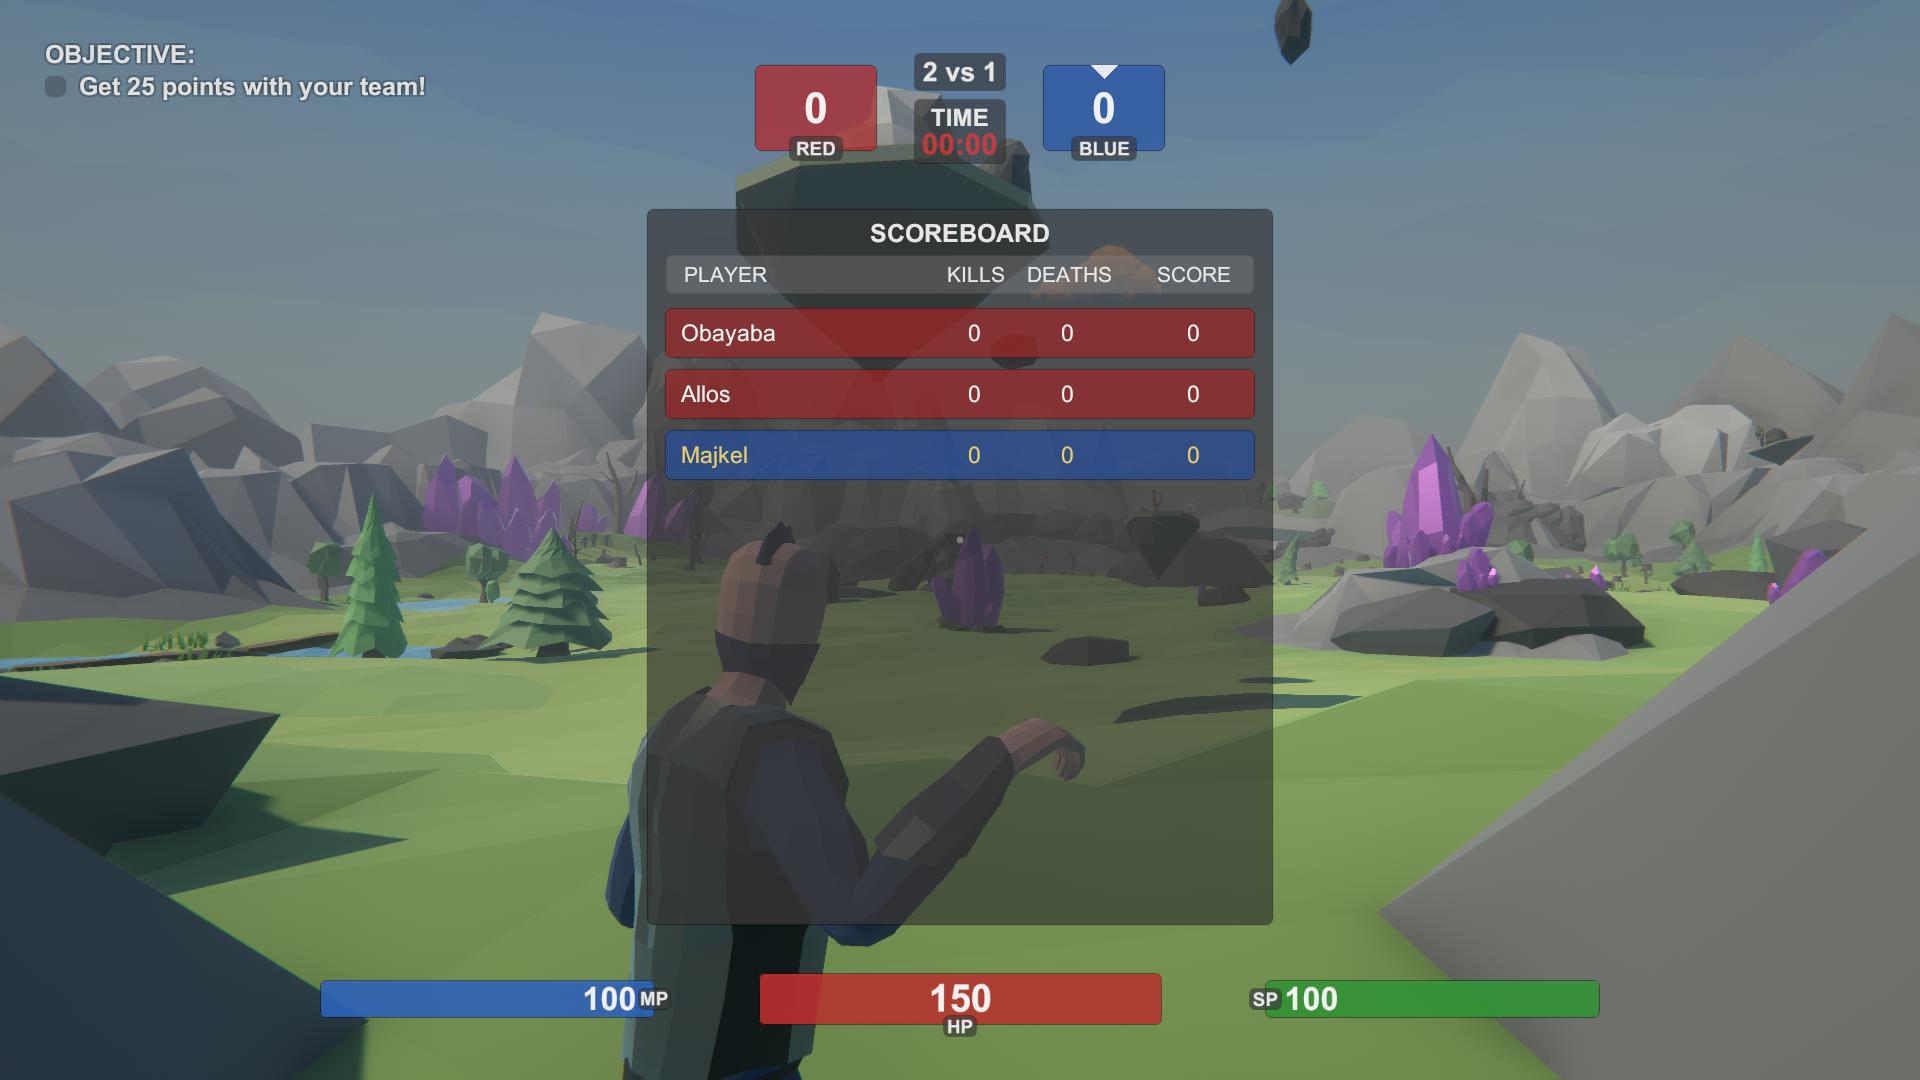 OBJECTIVE:
Get 25 points with your team!
0
RED
2 vs 1
TIME
00:00
0
BLUE
SCOREBOARD
PLAYER KILLS DEATHS SCORE
Obayaba 0 0 0
Allos 0 0 0
Majkel 0 0 0
100 MP
150
HP
SP 100